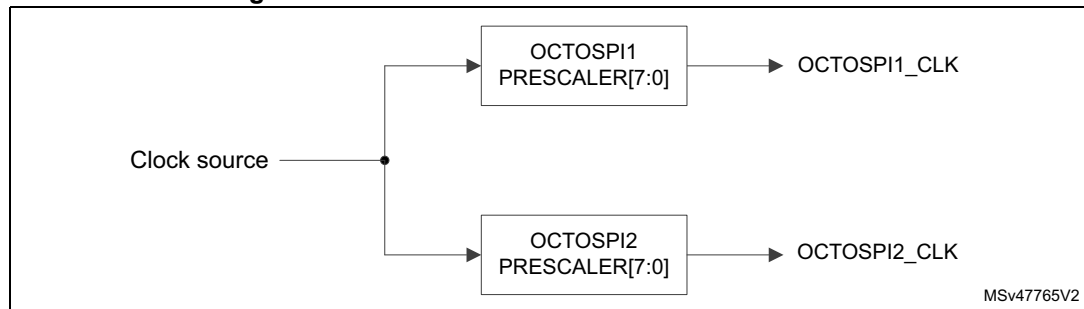 OCTOSPI1
PRESCALER[7:0]
OCTOSPI1_CLK
Clock source
OCTOSPI2
PRESCALER[7:0]
OCTOSPI2_CLK
MSv47765V2